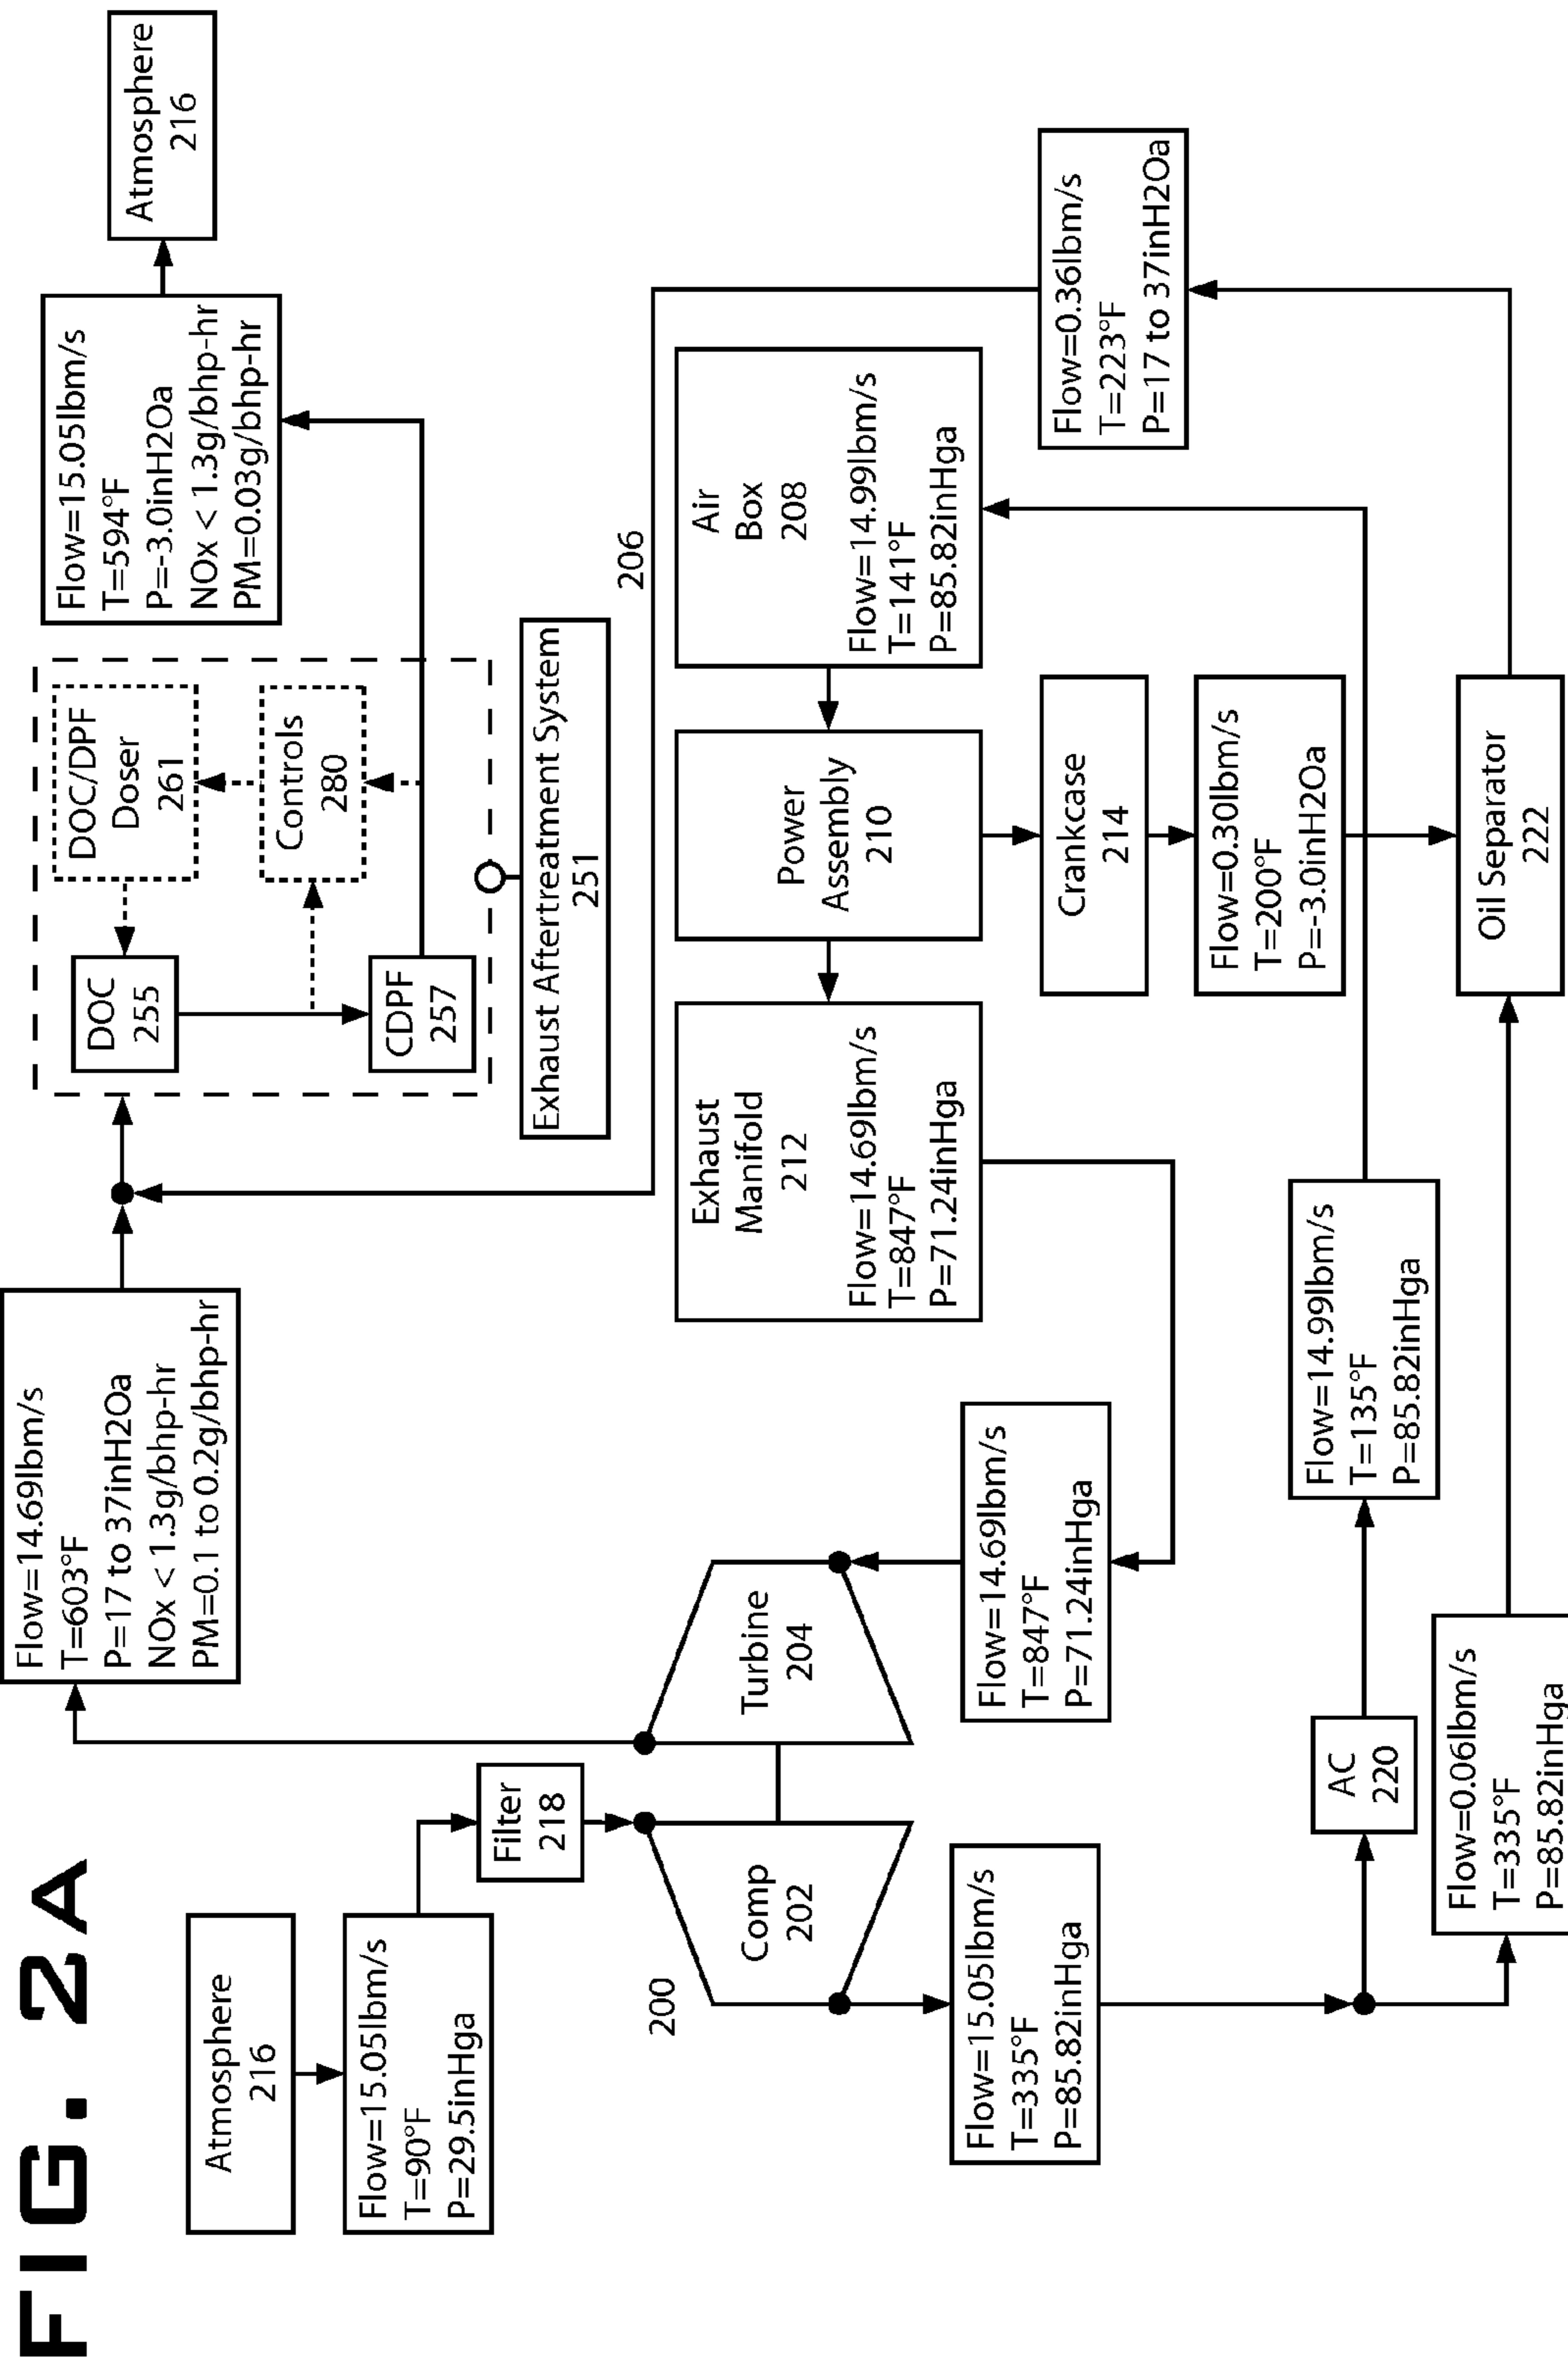 FIG. 2A
Atmosphere
216
Flow=15.05lbm/s
T=90°F
P=29.5inHga
Filter
218
200
Comp
202
Turbine
204
Flow=15.05lbm/s
T=335°F
P=85.82inHga
AC
220
Flow=0.06lbm/s
T=335°F
P=85.82inHga
Flow=14.99lbm/s
T=135°F
P=85.82inHga
Flow=14.69lbm/s
T=847°F
P=71.24inHga
Flow=14.69lbm/s
T=603°F
P=17 to 37inH2Oa
NOx < 1.3g/bhp-hr
PM=0.1 to 0.2g/bhp-hr
Exhaust
Manifold
212
Flow=14.69lbm/s
T=847°F
P=71.24inHga
Power
Assembly
210
Air
Box
208
Flow=14.99lbm/s
T=141°F
P=85.82inHga
206
Crankcase
214
Flow=0.30lbm/s
T=200°F
P=-3.0inH2Oa
Oil Separator
222
Flow=0.36lbm/s
T=223°F
P=17 to 37inH2Oa
DOC
255
CDPF
257
DOC/DPF
Doser
261
Controls
280
Exhaust Aftertreatment System
251
Flow=15.05lbm/s
T=594°F
P=-3.0inH2Oa
NOx < 1.3g/bhp-hr
PM=0.03g/bhp-hr
Atmosphere
216